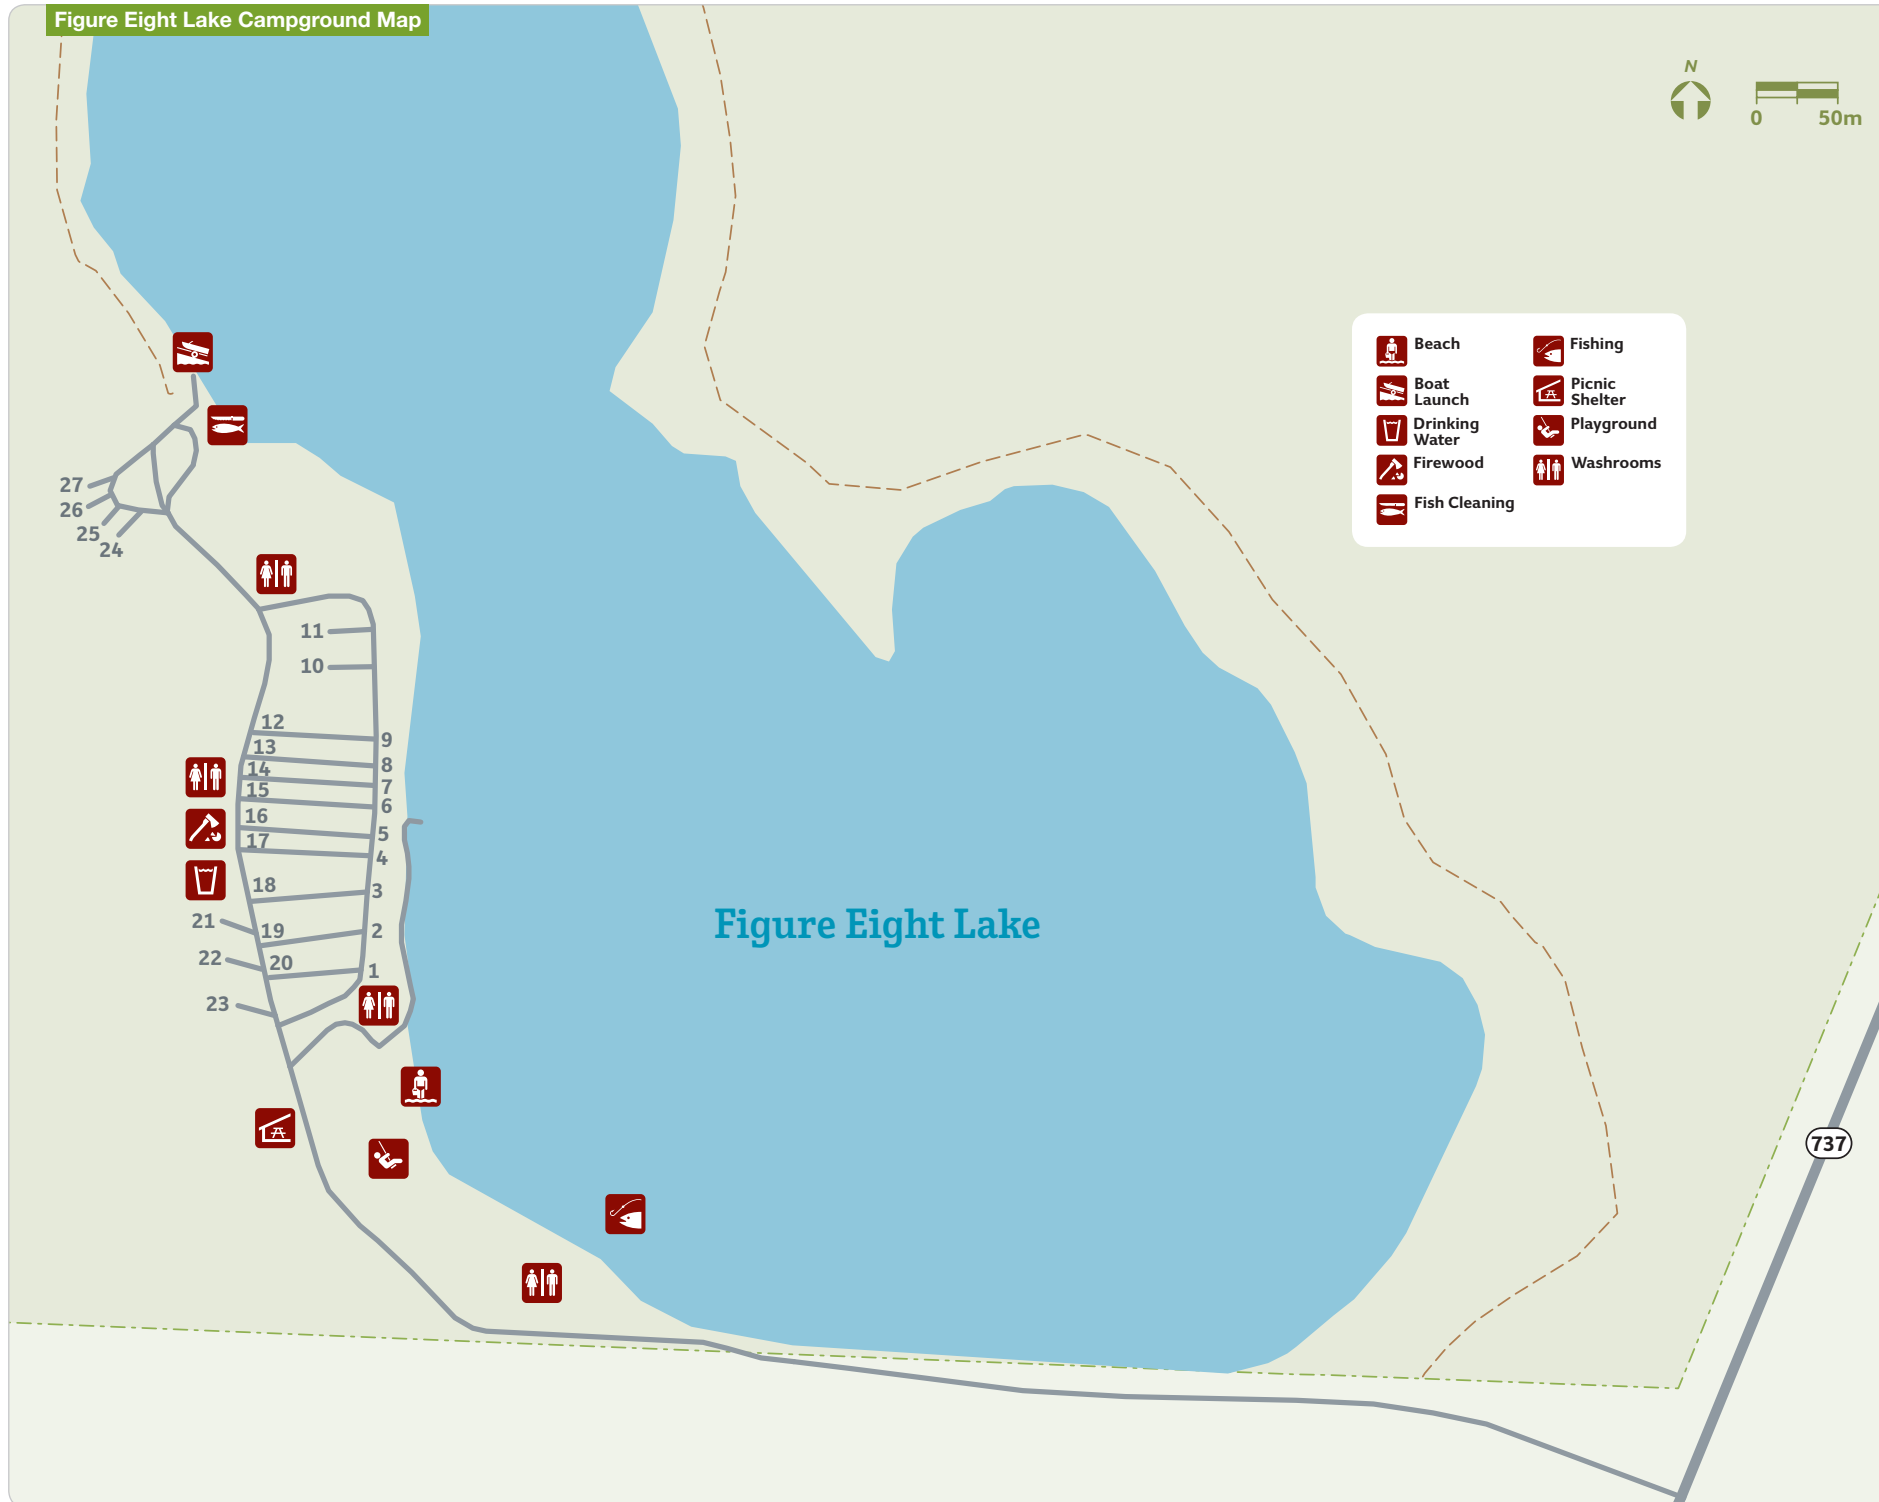 Figure Eight Lake Campground Map
N
0 50m
Beach
Boat
Launch
Drinking
Water
Firewood
Fish Cleaning
Fishing
Picnic
Shelter
Playground
Washrooms
27
26
25
24
11
10
12
9
13
8
14
7
15
6
16
5
17
4
18
3
21
19
2
22
20
1
23
Figure Eight Lake
737